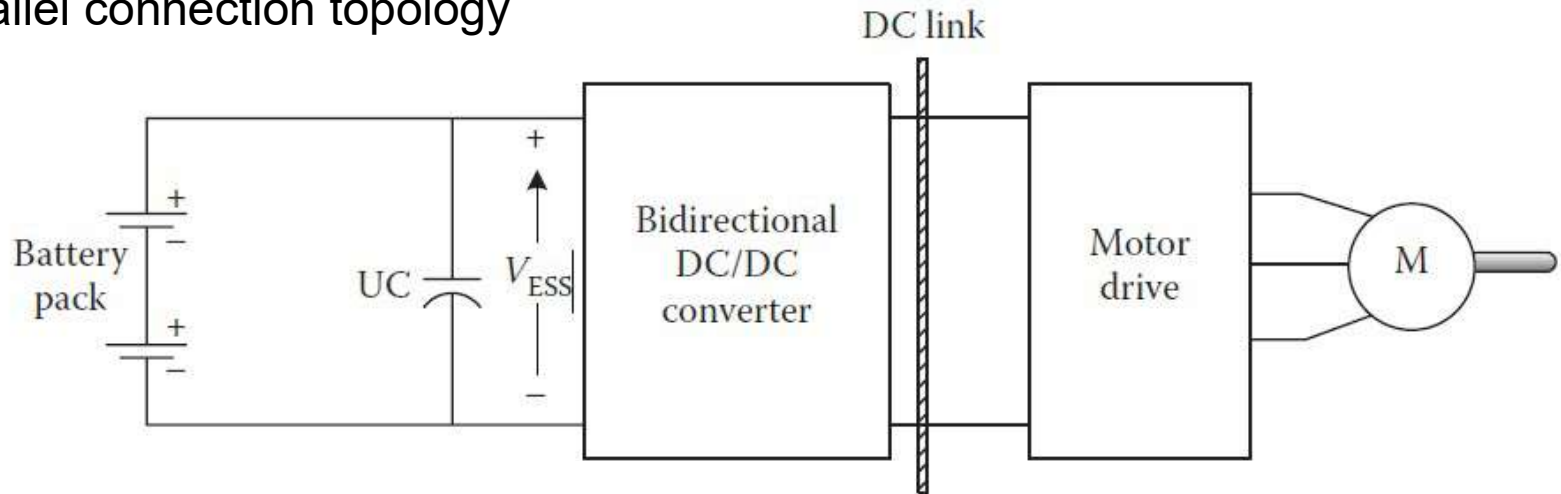 allel connection topology
DC link
+
+
−
Battery
pack
+
−
UC
+
V_ESS
−
Bidirectional
DC/DC
converter
Motor
drive
M